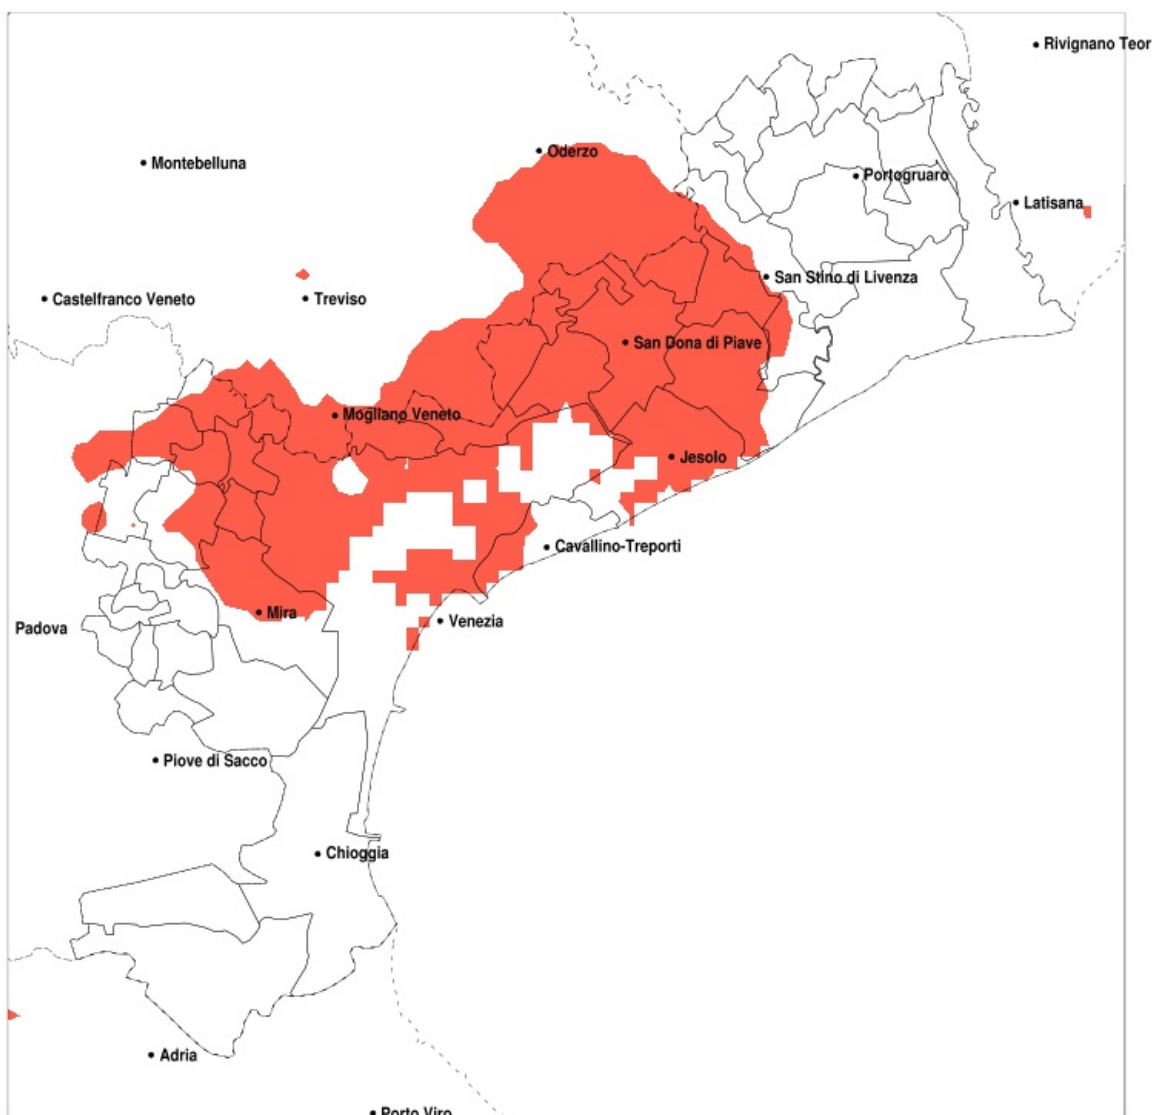 Rivignano Teor
Oderzo
Montebelluna
Portogruaro
Latisana
San Stino di Livenza
Castelfranco Veneto
Treviso
San Dona di Piave
Mogliano Veneto
Jesolo
Cavallino-Treporti
Mira
Venezia
Padova
Piove di Sacco
Chioggia
Adria
Porto Viro